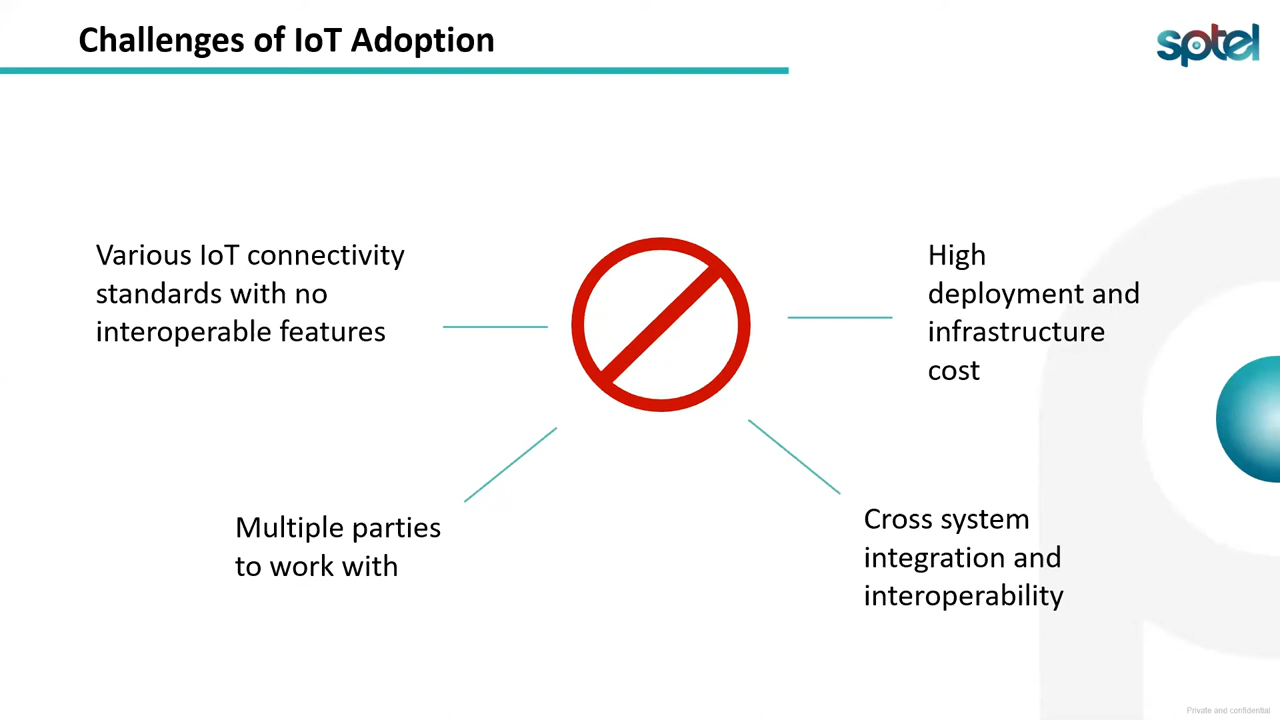 Challenges of IoT Adoption
sptel
Various IoT connectivity
standards with no
interoperable features
High
deployment and
infrastructure
cost
Multiple parties
to work with
Cross system
integration and
interoperability
Private and confidential